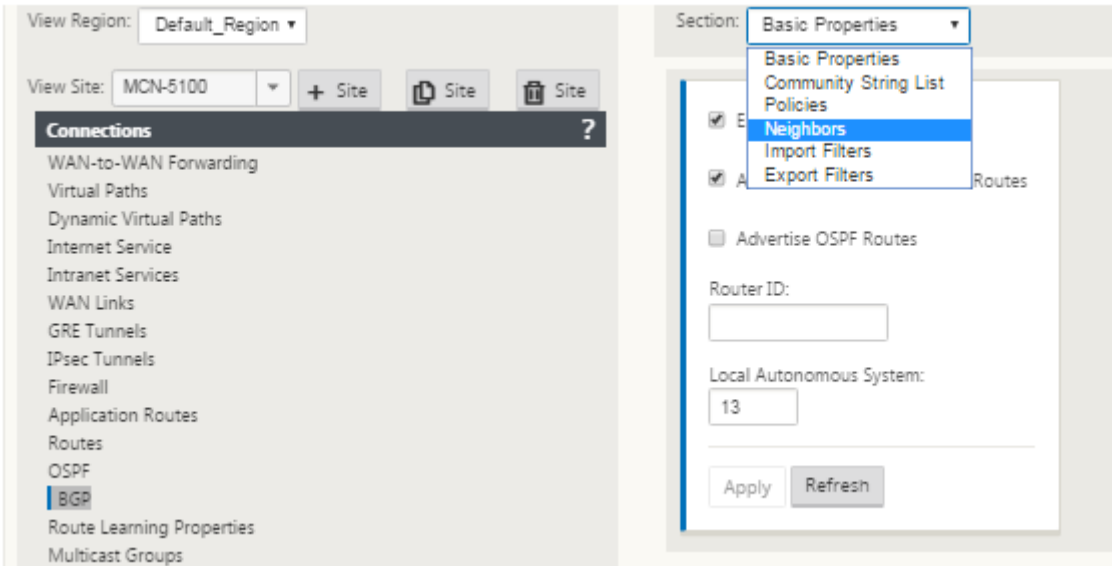 View Region: Default_Region
View Site: MCN-5100 + Site Site Site
Connections ?
WAN-to-WAN Forwarding
Virtual Paths
Dynamic Virtual Paths
Internet Service
Intranet Services
WAN Links
GRE Tunnels
IPsec Tunnels
Firewall
Application Routes
Routes
OSPF
BGP
Route Learning Properties
Multicast Groups
Section: Basic Properties
Basic Properties
Community String List
Policies
Neighbors
Import Filters
Export Filters
E
A Routes
Advertise OSPF Routes
Router ID:
Local Autonomous System:
13
Apply Refresh